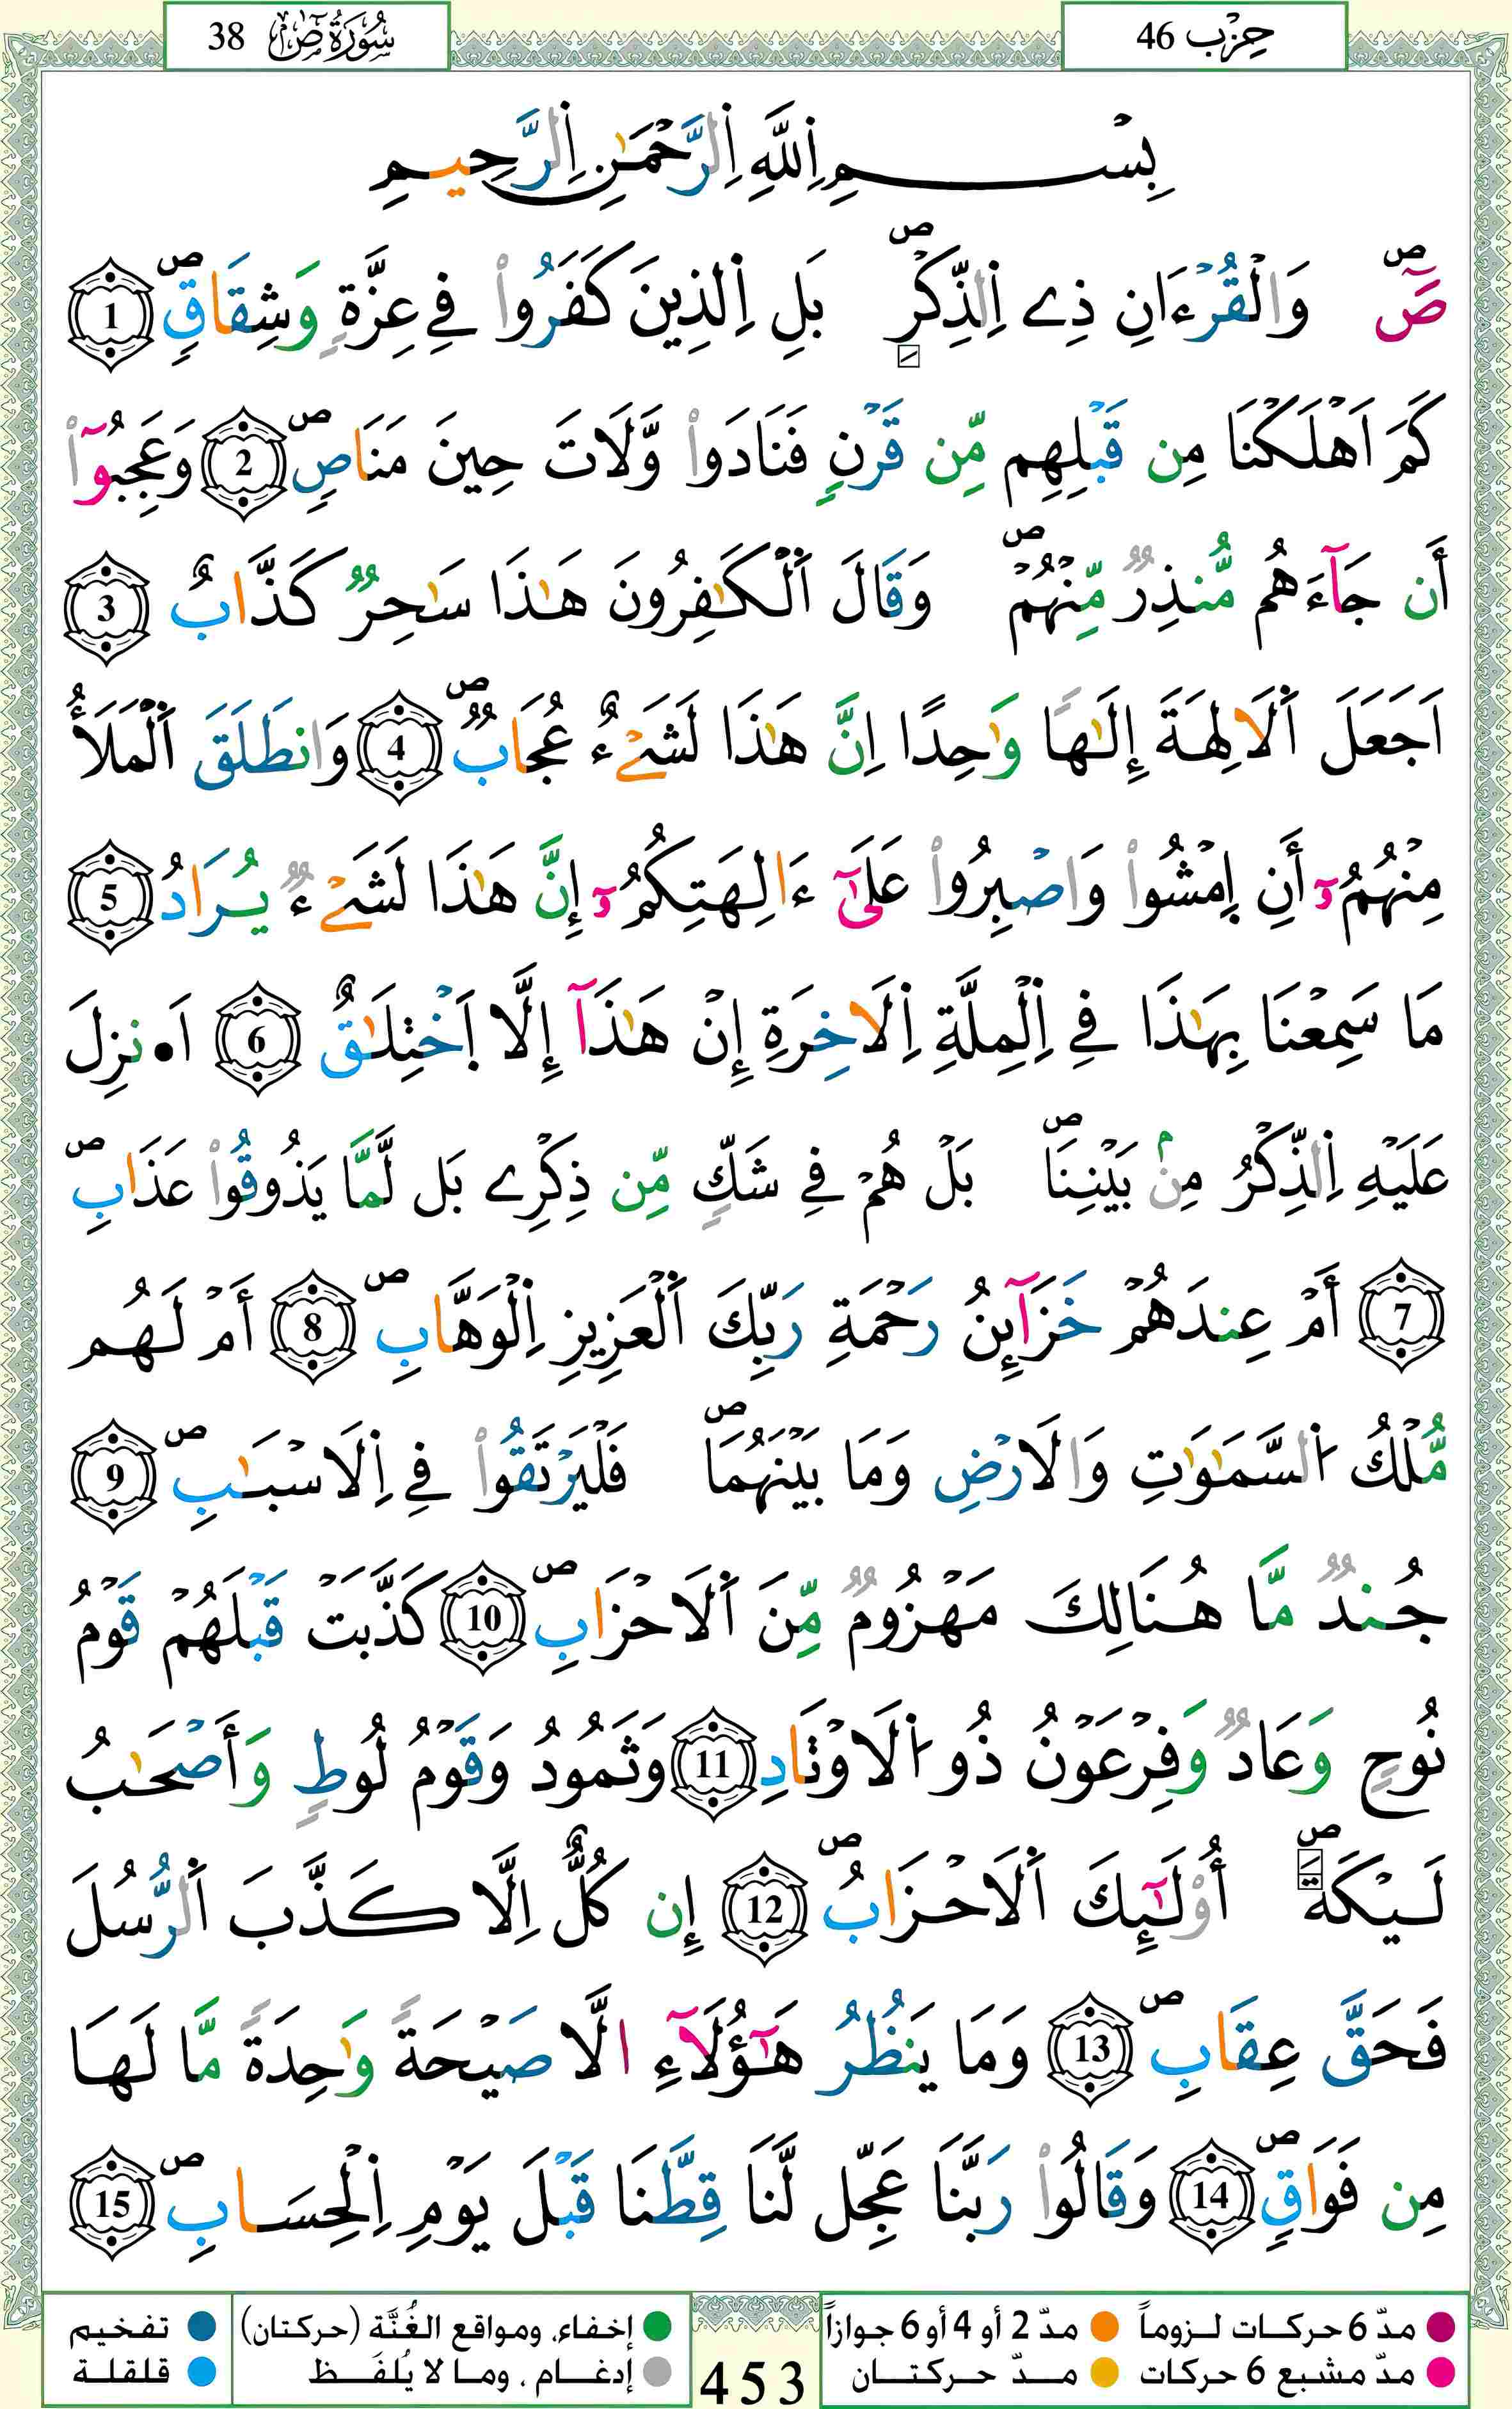 سُورَةُ صٓ 38
حِزْب 46
بِسْمِ اِ۬للَّهِ اِ۬لرَّحْمَٰنِ اِ۬لرَّحِيمِ
صٓۖ وَالْقُرْءَانِ ذِے اِ۬لذِّكْرِۖ بَلِ اِ۬لذِينَ كَفَرُواْ فِے عِزَّةٖ وَشِقَاقٖۖ 1
كَمَ اَهْلَكْنَا مِن قَبْلِهِم مِّن قَرْنٖ فَنَادَواْ وَّلَاتَ حِينَ مَنَاصٖۖ 2 وَعَجِبُوٓاْ
أَن جَآءَهُم مُّنذِرٞ مِّنْهُمْۖ وَقَالَ اَ۬لْكَٰفِرُونَ هَٰذَا سَٰحِرٞ كَذَّابٌ 3
اَجَعَلَ اَ۬لَالِهَةَ إِلَٰهاٗ وَٰحِدًا اِنَّ هَٰذَا لَشَےْءٌ عُجَابٞۖ 4 وَانطَلَقَ اَ۬لْمَلَأُ
مِنْهُمُۥٓ أَنِ اِ۪مْشُواْ وَاصْبِرُواْ عَلَىٰٓ ءَالِهَتِكُمُۥٓ إِنَّ هَٰذَا لَشَےْءٞ يُرَادُ 5
مَا سَمِعْنَا بِهَٰذَا فِے اِ۬لْمِلَّةِ اِ۬لَاخِرَةِ إِنْ هَٰذَآ إِلَّا اَ۪خْتِلَٰقٌ 6 اَ•نزِلَ
عَلَيْهِ اِ۬لذِّكْرُ مِنۢ بَيْنِنَاۖ بَلْ هُمْ فِے شَكّٖ مِّن ذِكْرِے بَل لَّمَّا يَذُوقُواْ عَذَابِۖ
7 أَمْ عِندَهُمْ خَزَآئِنُ رَحْمَةِ رَبِّكَ اَ۬لْعَزِيزِ اِ۬لْوَهَّابِۖ 8 أَمْ لَهُم
مُّلْكُ اُ۬لسَّمَٰوَٰتِ وَالَارْضِ وَمَا بَيْنَهُمَاۖ فَلْيَرْتَقُواْ فِے اِ۬لَاسْبَٰبِۖ 9
جُندٞ مَّا هُنَالِكَ مَهْزُومٞ مِّنَ اَ۬لَاحْزَابِۖ 10 كَذَّبَتْ قَبْلَهُمْ قَوْمُ
نُوحٖ وَعَادٞ وَفِرْعَوْنُ ذُو اُ۬لَاوْتَادِ 11 وَثَمُودُ وَقَوْمُ لُوطٖ وَأَصْحَٰبُ
لَيْكَةَۖ أُوْلَٰٓئِكَ اَ۬لَاحْزَابُۖ 12 إِن كُلٌّ اِلَّا كَذَّبَ اَ۬لرُّسُلَ
فَحَقَّ عِقَابِۖ 13 وَمَا يَنظُرُ هَٰٓؤُلَآءِ الَّا صَيْحَةٗ وَٰحِدَةٗ مَّا لَهَا
مِن فَوَاقٖۖ 14 وَقَالُواْ رَبَّنَا عَجِّل لَّنَا قِطَّنَا قَبْلَ يَوْمِ اِ۬لْحِسَابِۖ 15
مدّ 6 حركات لزوماً مدّ 2 أو 4 أو 6 جوازاً إخفاء، ومواقع الغُنَّة (حركتان) تفخيم
مدّ مشبع 6 حركات مدّ حركتان إدغام ، وما لا يُلفَظ قلقلة
453